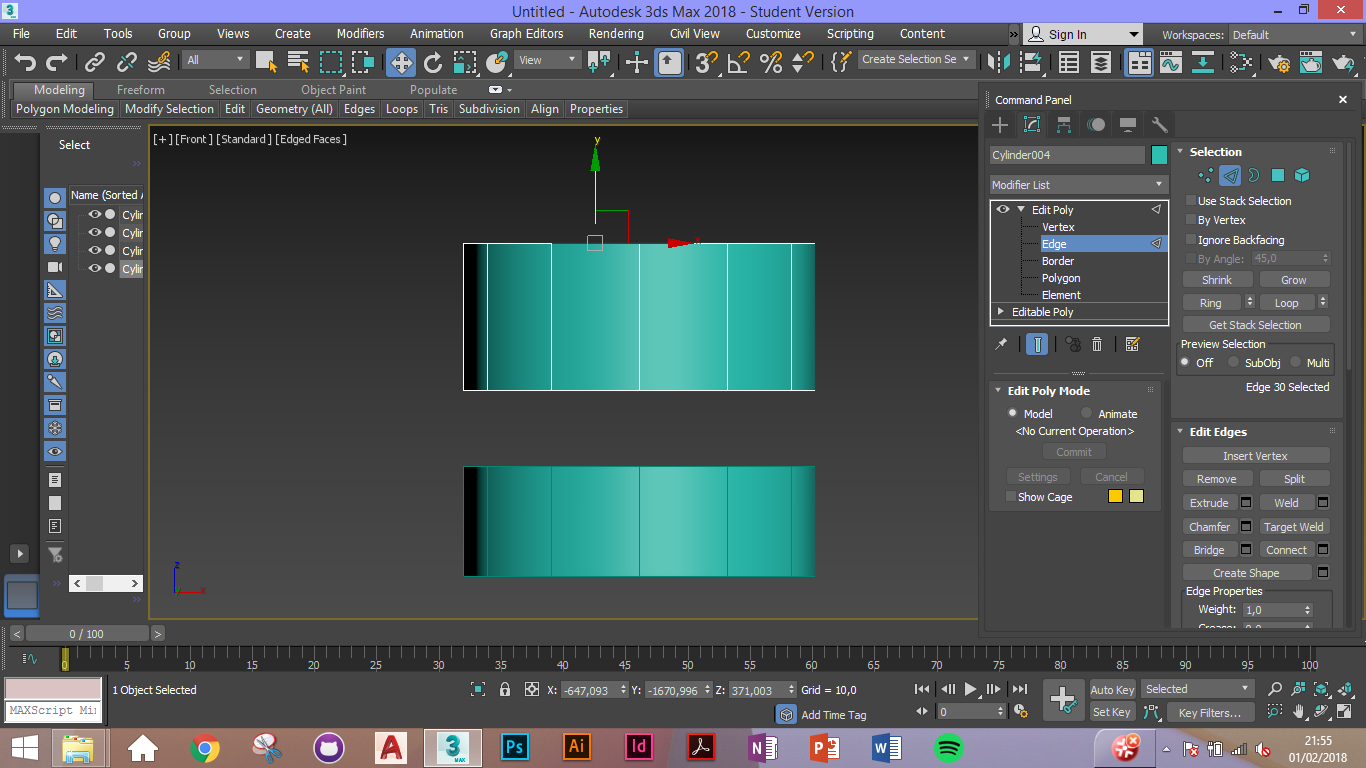 Untitled - Autodesk 3ds Max 2018 - Student Version
File Edit Tools Group Views Create Modifiers Animation Graph Editors Rendering Civil View Customize Scripting Content » Sign In Workspaces: Default
All View Create Selection Se
Modeling Freeform Selection Object Paint Populate
Polygon Modeling Modify Selection Edit Geometry (All) Edges Loops Tris Subdivision Align Properties
Select
Name (Sorted A
Cylin
Cylin
Cylin
Cylin
[+] [Front] [Standard] [Edged Faces]
y
x
z
x
Command Panel
Cylinder004
Modifier List
Edit Poly
Vertex
Edge
Border
Polygon
Element
Editable Poly
Edit Poly Mode
Model Animate
<No Current Operation>
Commit
Settings Cancel
Show Cage
Selection
Use Stack Selection
By Vertex
Ignore Backfacing
By Angle: 45,0
Shrink Grow
Ring Loop
Get Stack Selection
Preview Selection
Off SubObj Multi
Edge 30 Selected
Edit Edges
Insert Vertex
Remove Split
Extrude Weld
Chamfer Target Weld
Bridge Connect
Create Shape
Edge Properties
Weight: 1,0
< 0 / 100 >
0 5 10 15 20 25 30 35 40 45 50 55 60 65 70 75 80 85 90 95 100
1 Object Selected X: -647,093 Y: -1670,996 Z: 371,003 Grid = 10,0
Auto Key Selected
MAXScript Mi
Add Time Tag
0
Set Key Key Filters...
A 3 MAX Ps Ai Id N P W
21:55
01/02/2018